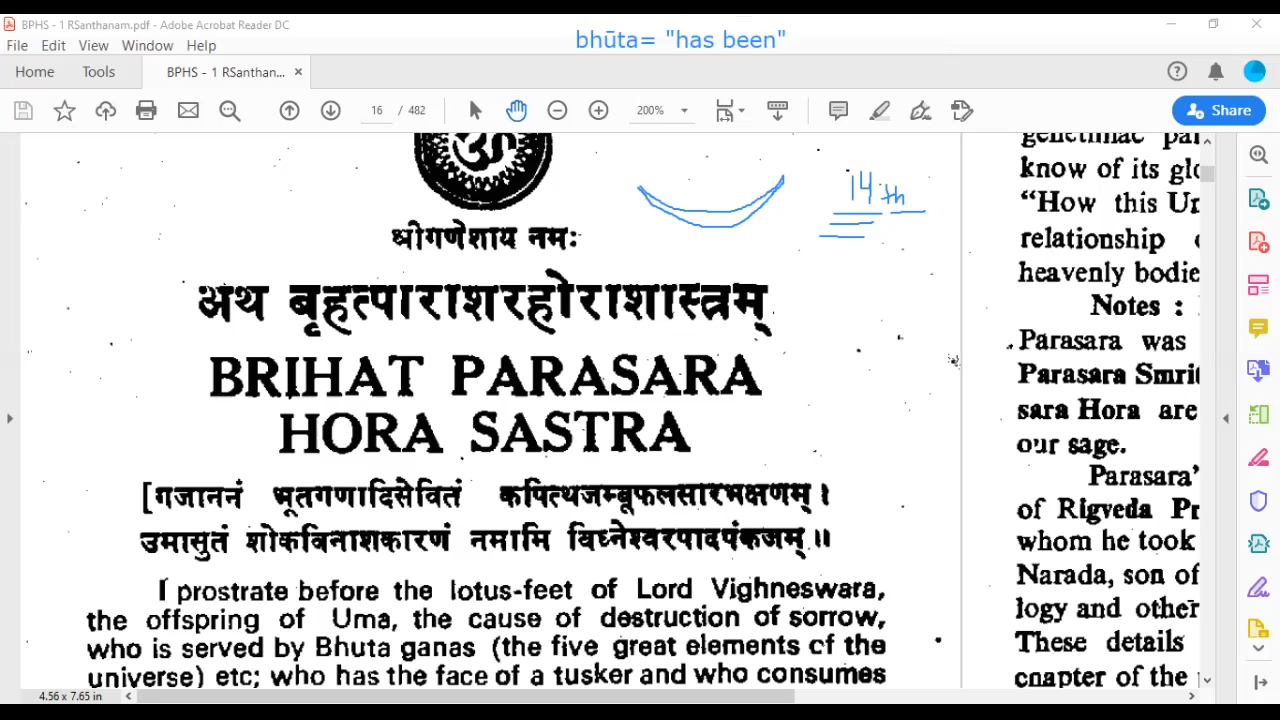 BPHS - 1 RSanthanam.pdf - Adobe Acrobat Reader DC
File Edit View Window Help
bhūta= "has been"
Home Tools BPHS - 1 RSanthan... ×
16 / 482 200% Share
14th
श्रीगणेशाय नमः
अथ बृहत्पाराशरहोराशास्त्रम्
BRIHAT PARASARA
HORA SASTRA
[गजाननं भूतगणादिसेवितं कपित्थजम्बूफलसारभक्षणम् ।
उमासुतं शोकविनाशकारणं नमामि विघ्नेश्वरपादपंकजम् ॥
I prostrate before the lotus-feet of Lord Vighneswara,
the offspring of Uma, the cause of destruction of sorrow,
who is served by Bhuta ganas (the five great elements of the
universe) etc; who has the face of a tusker and who consumes
know of its glo
"How this Un
relationship
heavenly bodie
Notes :
Parasara was
Parasara Smrit
sara Hora are
our sage.
Parasara'
of Rigveda Pr
whom he took
Narada, son of
logy and other
These details
chapter of the
4.56 x 7.65 in